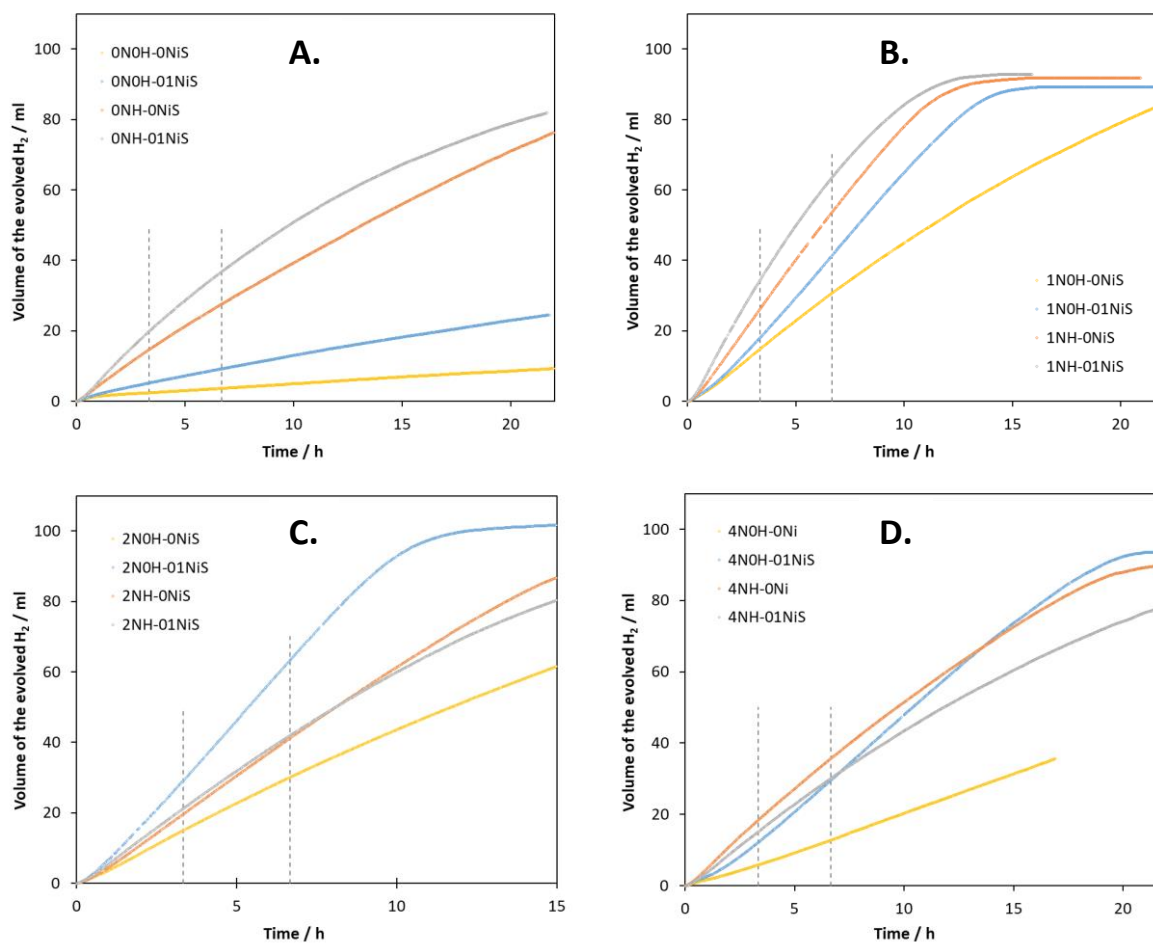 A.
0N0H-0NiS
0N0H-01NiS
0NH-0NiS
0NH-01NiS
Volume of the evolved H₂ / ml
100
80
60
40
20
0
0 5 10 15 20
Time / h
B.
1N0H-0NiS
1N0H-01NiS
1NH-0NiS
1NH-01NiS
Volume of the evolved H₂ / ml
100
80
60
40
20
0
0 5 10 15 20
Time / h
C.
2N0H-0NiS
2N0H-01NiS
2NH-0NiS
2NH-01NiS
Volume of the evolved H₂ / ml
100
80
60
40
20
0
0 5 10 15
Time / h
D.
4N0H-0Ni
4N0H-01NiS
4NH-0Ni
4NH-01NiS
Volume of the evolved H₂ / ml
100
80
60
40
20
0
0 5 10 15 20
Time / h